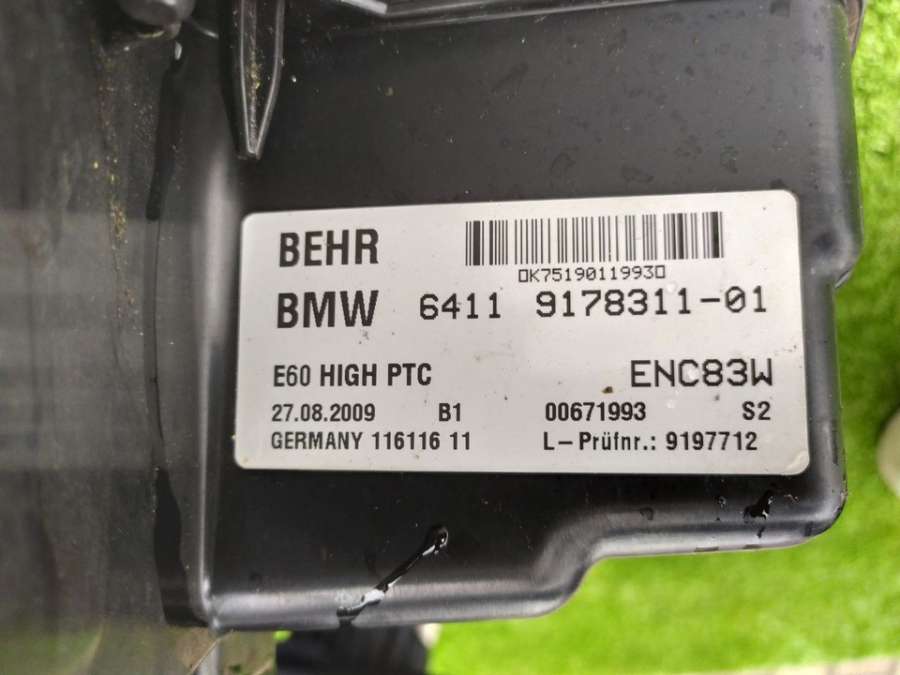 BEHR
K7519011993
BMW 6411 9178311-01
E60 HIGH PTC ENC83W
27.08.2009 B1 00671993 S2
GERMANY 116116 11 L-Prüfnr.: 9197712